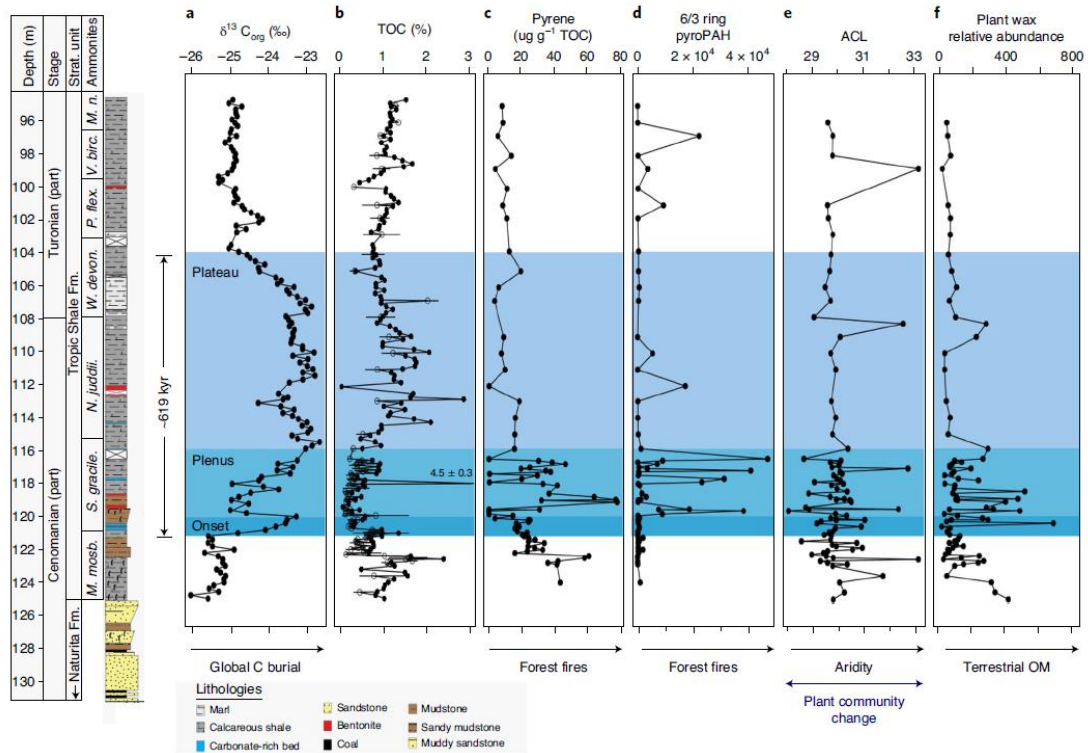 a
b
c
d
e
f
Depth (m)
Stage
Strat. unit
Ammonites
δ¹³ Corg (‰)
TOC (%)
Pyrene
(ug g⁻¹ TOC)
6/3 ring
pyroPAH
ACL
Plant wax
relative abundance
−26 −25 −24 −23
0 1 2 3
0 20 40 60 80
0 2 × 10⁴ 4 × 10⁴
29 31 33
0 400 800
96
98
100
102
104
106
108
110
112
114
116
118
120
122
124
126
128
130
Turonian (part)
Cenomanian (part)
Tropic Shale Fm.
Naturita Fm.
M. n.
V. birc.
P. flex.
W. devon.
N. juddii.
S. gradle.
M. mosb.
~619 kyr
Plateau
Plenus
4.5 ± 0.3
Onset
Global C burial
Forest fires
Forest fires
Aridity
Terrestrial OM
Plant community
change
Lithologies
Marl
Calcareous shale
Carbonate-rich bed
Sandstone
Bentonite
Coal
Mudstone
Sandy mudstone
Muddy sandstone